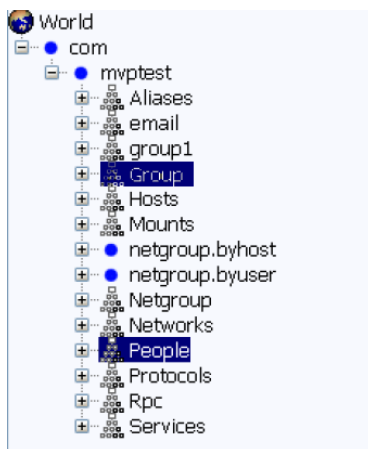 World
com
mvptest
Aliases
email
group1
Group
Hosts
Mounts
netgroup.byhost
netgroup.byuser
Netgroup
Networks
People
Protocols
Rpc
Services